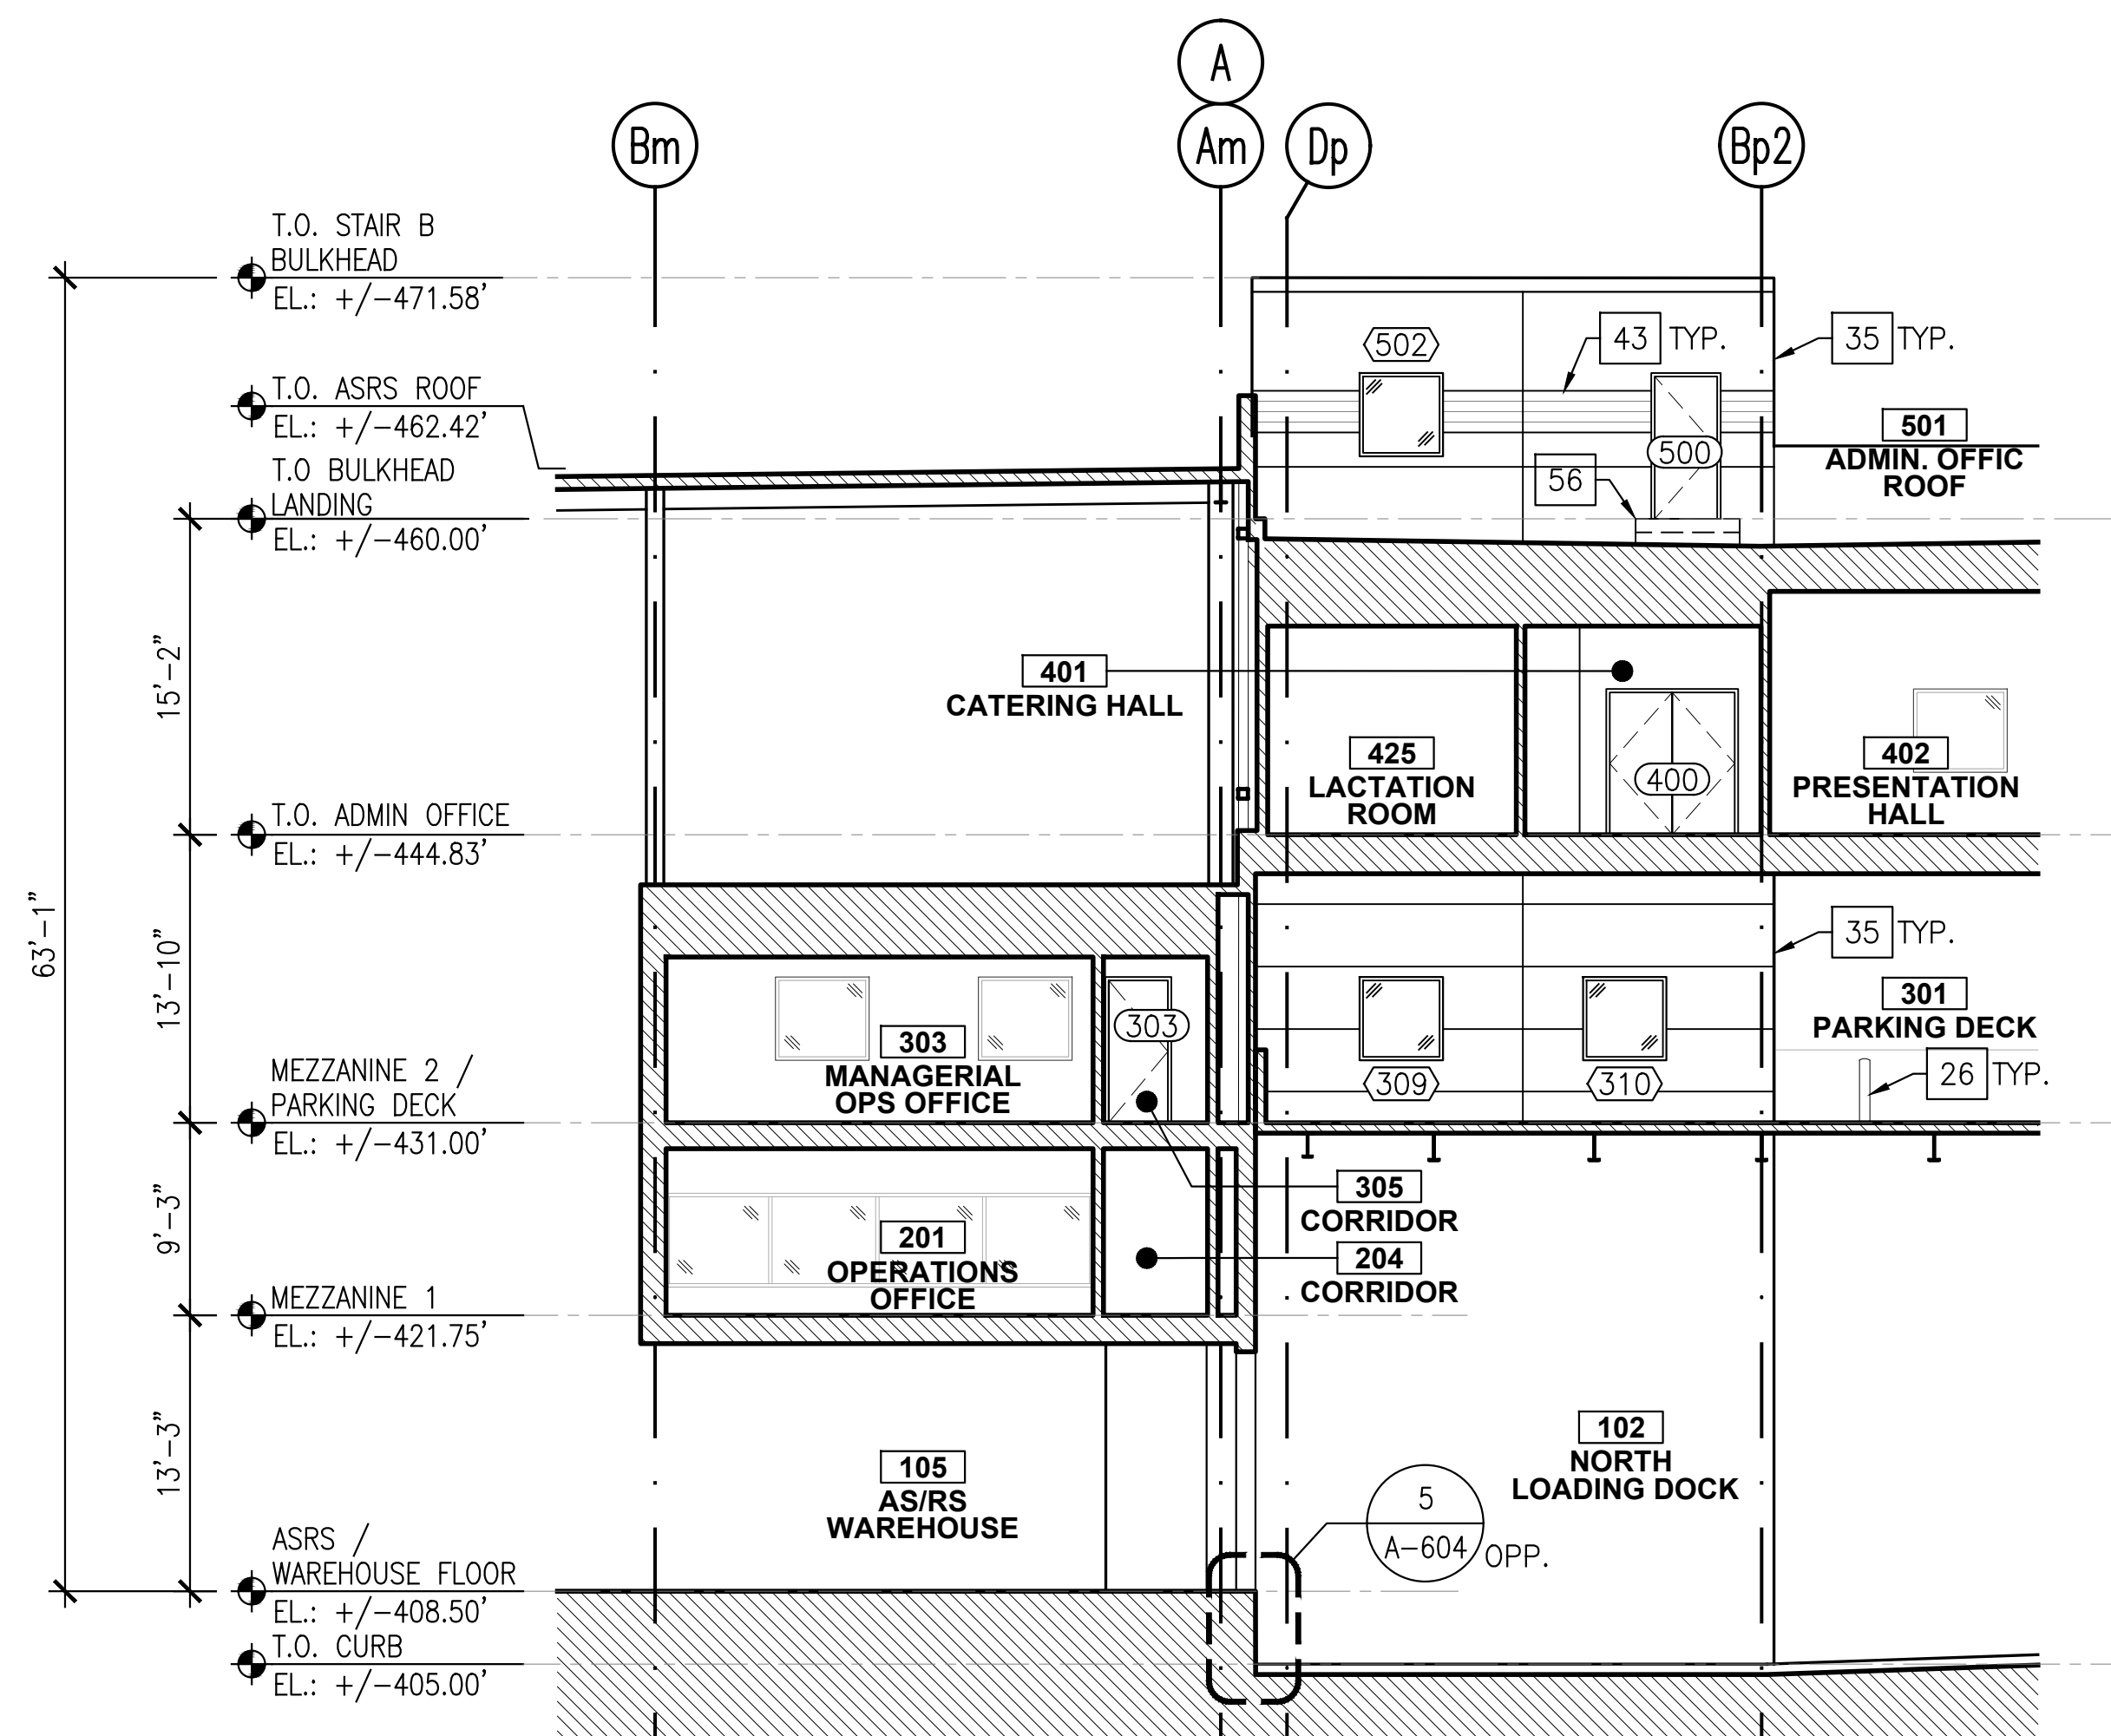 A
Bm
Am
Dp
Bp2
T.O. STAIR B
BULKHEAD
EL.: +/-471.58'
502
43 TYP.
35 TYP.
T.O. ASRS ROOF
EL.: +/-462.42'
501
ADMIN. OFFIC
ROOF
500
56
T.O BULKHEAD
LANDING
EL.: +/-460.00'
15'-2"
401
CATERING HALL
425
LACTATION
ROOM
400
402
PRESENTATION
HALL
T.O. ADMIN OFFICE
EL.: +/-444.83'
63'-1"
13'-10"
35 TYP.
301
PARKING DECK
303
MANAGERIAL
OPS OFFICE
303
309
310
26 TYP.
MEZZANINE 2 /
PARKING DECK
EL.: +/-431.00'
9'-3"
305
CORRIDOR
201
OPERATIONS
OFFICE
204
CORRIDOR
MEZZANINE 1
EL.: +/-421.75'
13'-3"
105
AS/RS
WAREHOUSE
102
NORTH
LOADING DOCK
5
A-604 OPP.
ASRS /
WAREHOUSE FLOOR
EL.: +/-408.50'
T.O. CURB
EL.: +/-405.00'